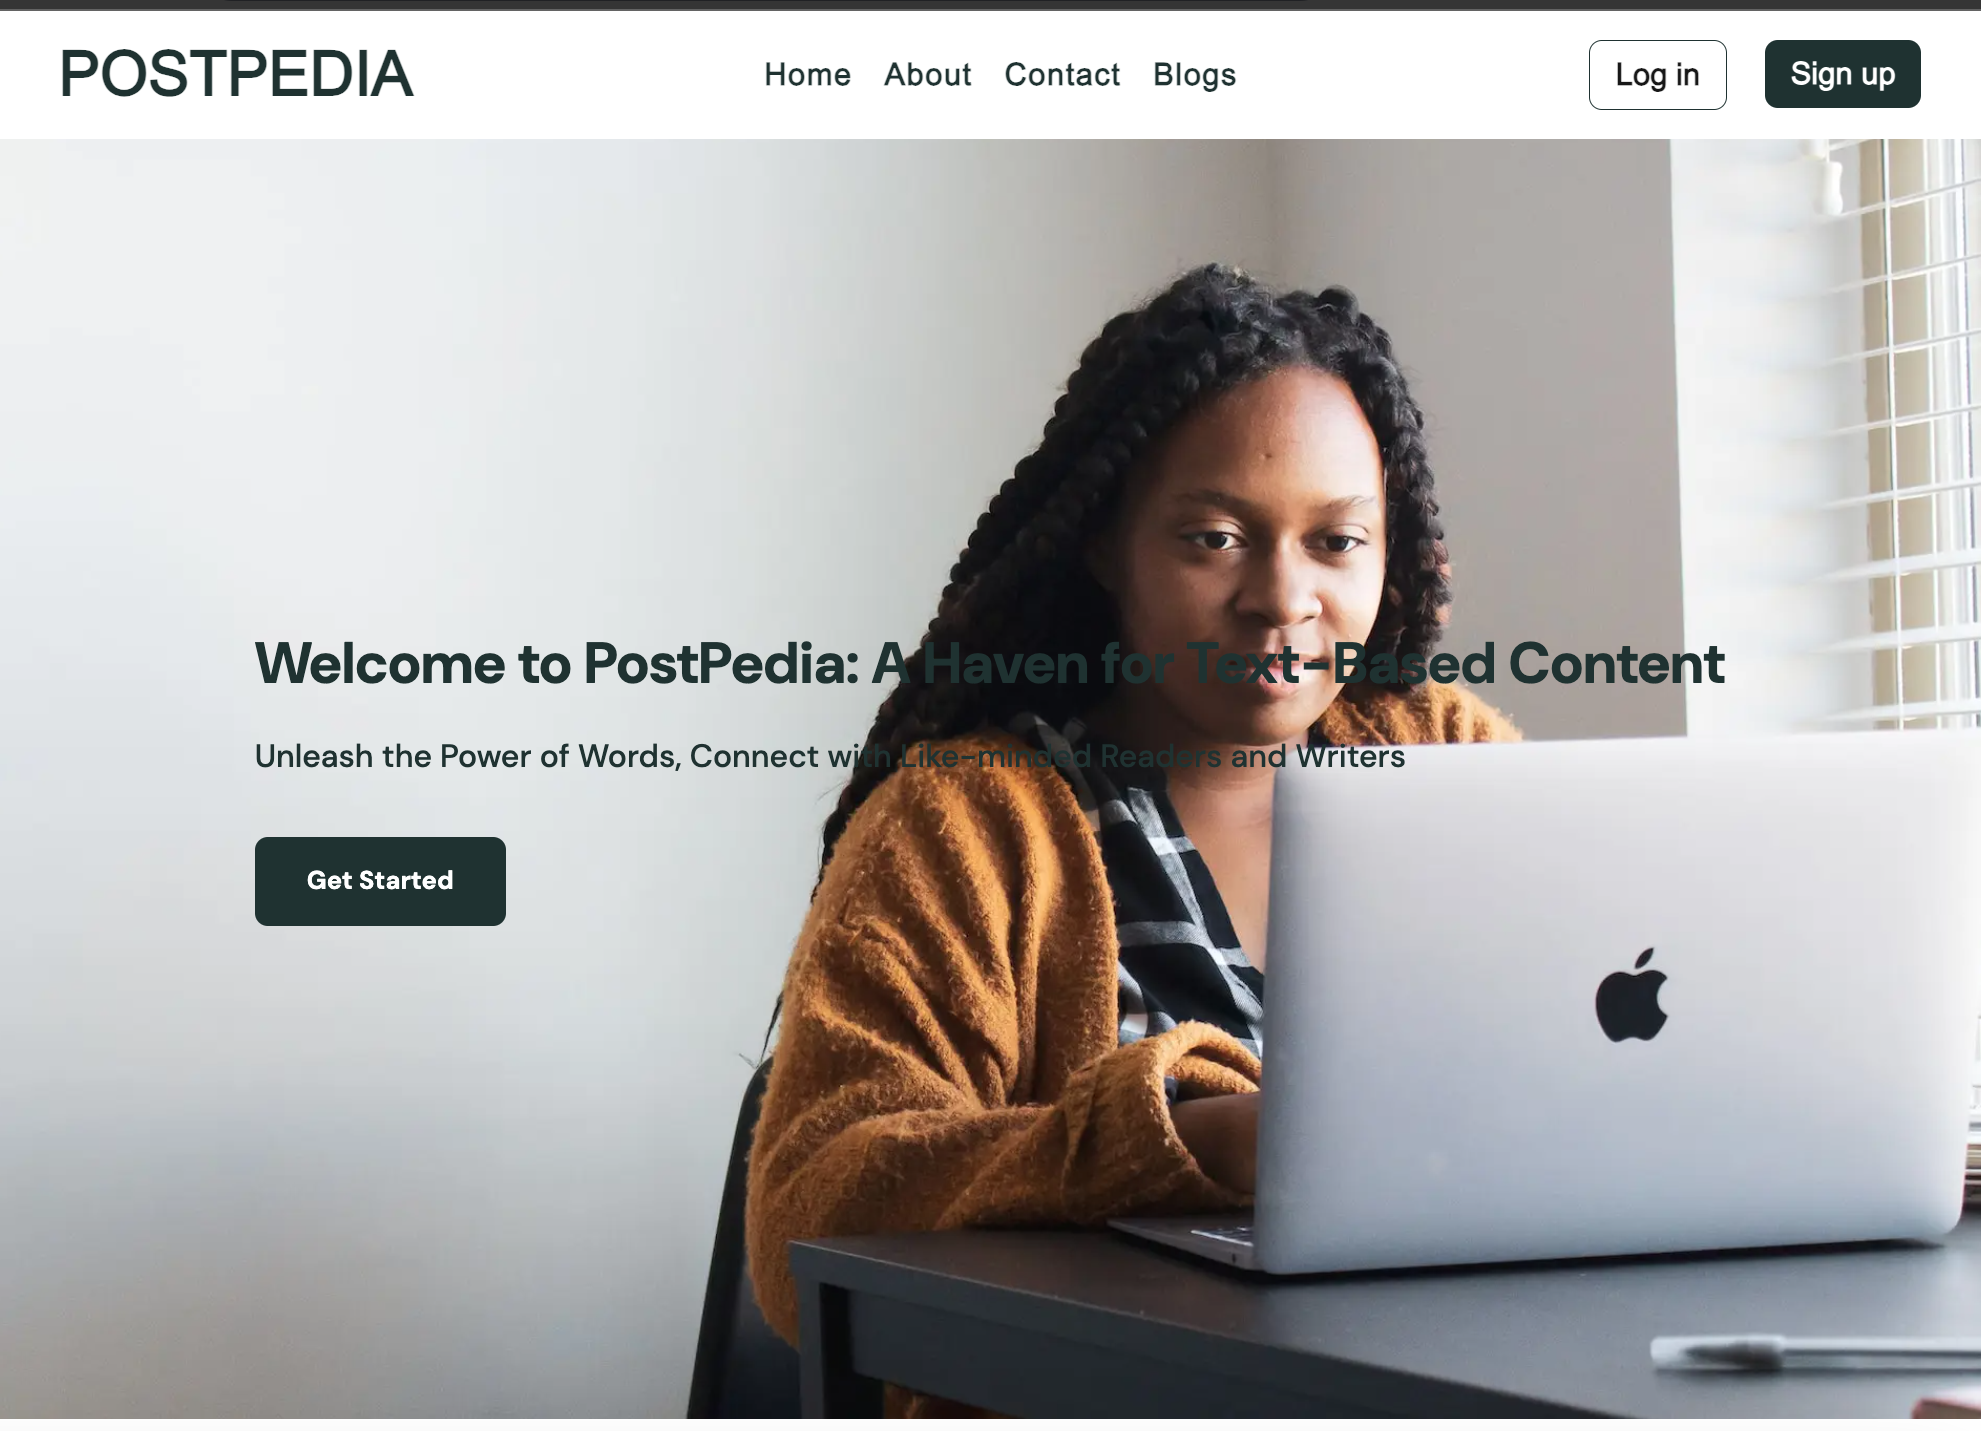 POSTPEDIA
Home About Contact Blogs
Log in
Sign up
Welcome to PostPedia: A Haven for Text-Based Content
Unleash the Power of Words, Connect with Like-minded Readers and Writers
Get Started